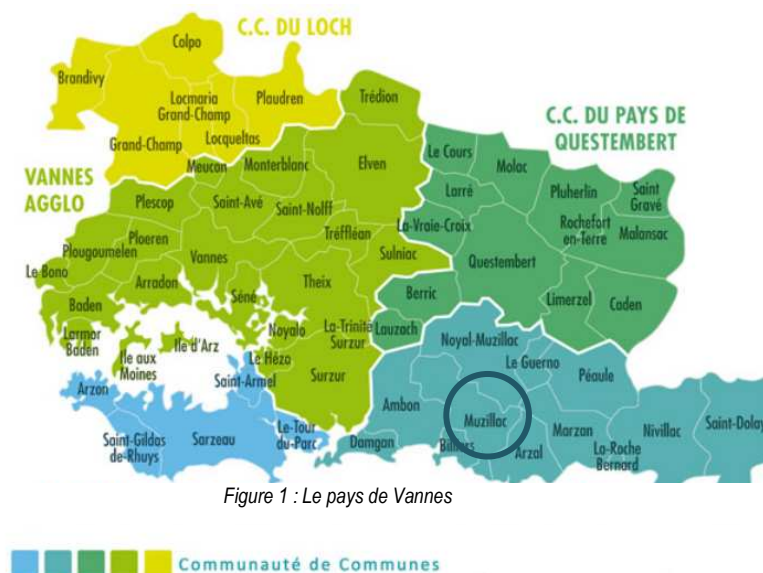 C.C. DU LOCH
Colpo
Brandivy
Locmaria
Grand-Champ
Plaudren
Grand-Champ
Locqueltas
Trédion
C.C. DU PAYS DE
QUESTEMBERT
VANNES
AGGLO
Meucon
Monterblanc
Elven
Le Cours
Molac
Plescop
Saint-Avé
Saint-Nolff
Larré
Pluherlin
Saint
Gravé
Ploeren
Tréffléan
La-Vraie-Croix
Rochefort
en-Terre
Malansac
Plougoumelen
Vannes
Sulniac
Questembert
Le Bono
Arradon
Theix
Baden
Séné
Berric
Limerzel
Caden
Larmor
Baden
Ile aux
Moines
Ile d'Arz
Noyalo
La-Trinité
Surzur
Lauzach
Noyal-Muzillac
Le Hézo
Le Guerno
Péaule
Arzon
Saint-Armel
Surzur
Ambon
Muzillac
Saint-Gildas
de-Rhuys
Sarzeau
Le-Tour
du-Parc
Damgan
Billiers
Arzal
Marzan
La-Roche
Bernard
Nivillac
Saint-Dolay
Figure 1 : Le pays de Vannes
Communauté de Communes